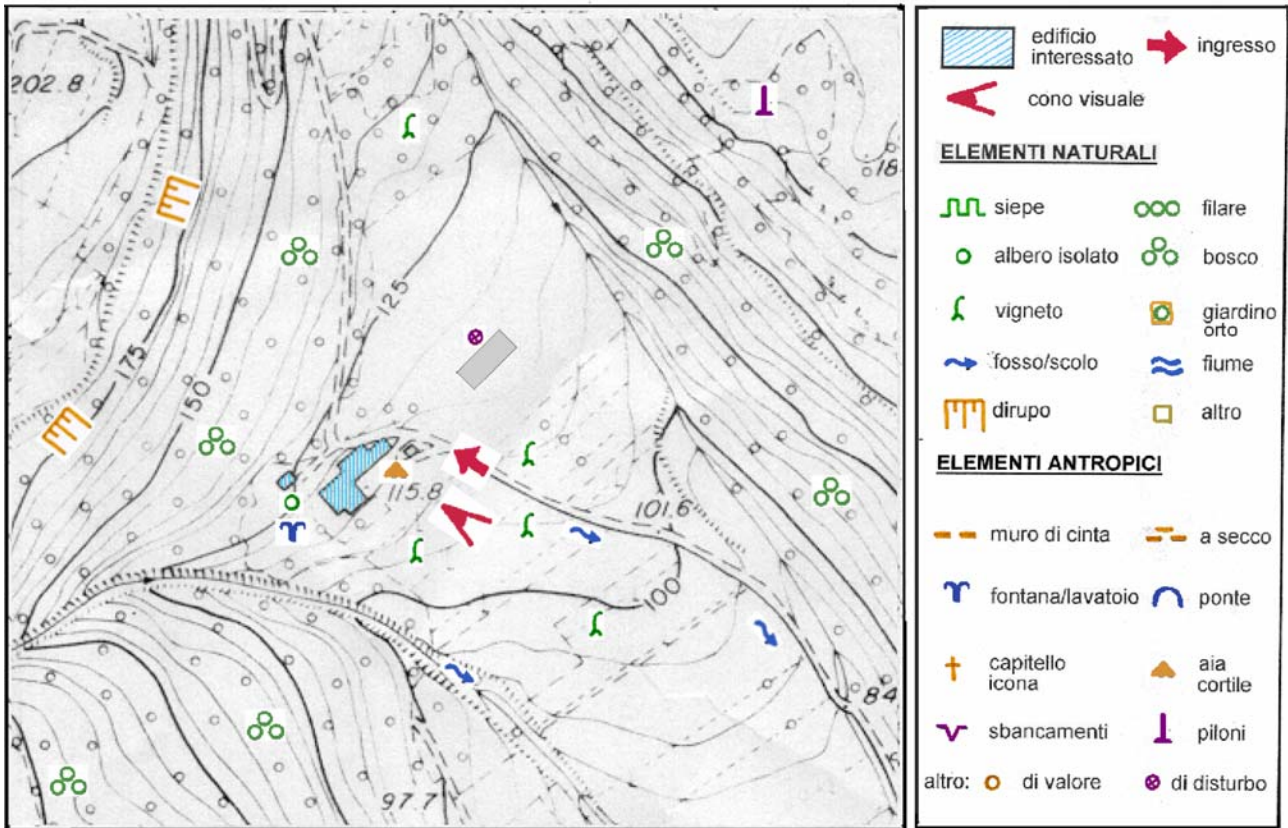 202.8
18
125
175
150
115.8
101.6
100
84
97.7
edificio
interessato
ingresso
cono visuale
ELEMENTI NATURALI
siepe
filare
albero isolato
bosco
vigneto
giardino
orto
fosso/scolo
fiume
dirupo
altro
ELEMENTI ANTROPICI
muro di cinta
a secco
fontana/lavatoio
ponte
capitello
icona
aia
cortile
sbancamenti
piloni
altro:
di valore
di disturbo